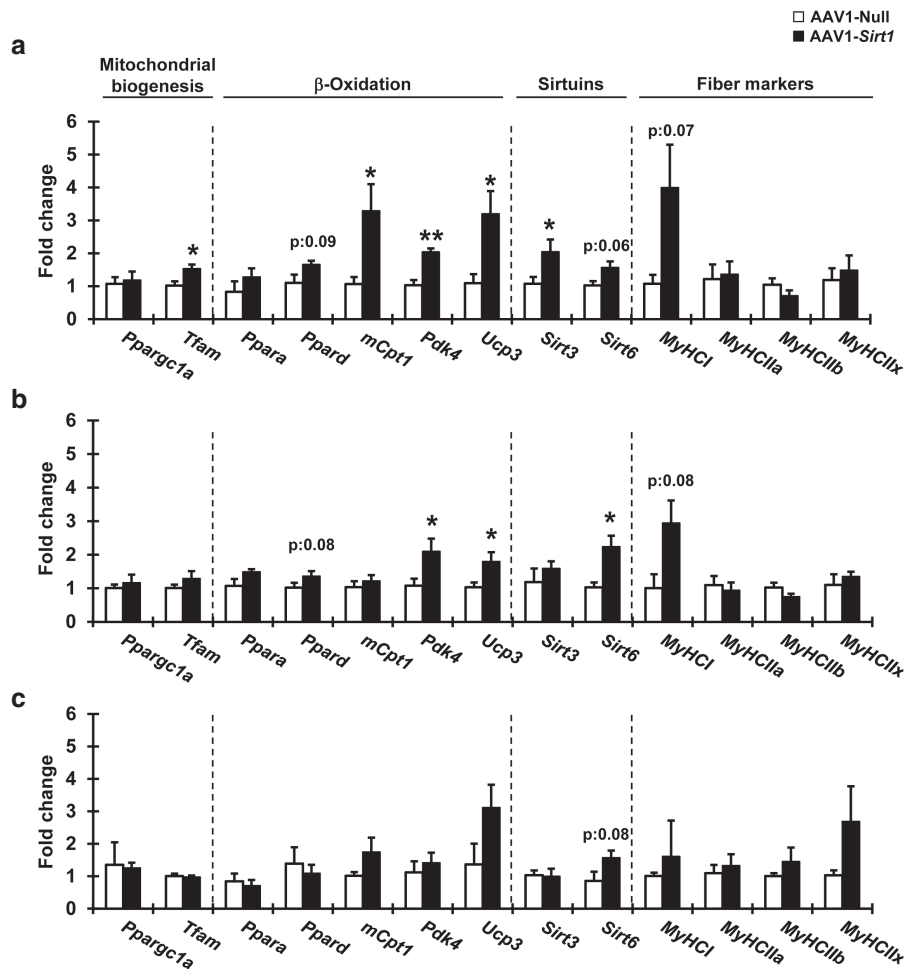 AAV1-Null
AAV1-Sirt1
a
Mitochondrial
biogenesis
β-Oxidation
Sirtuins
Fiber markers
Fold change
6
5
4
3
2
1
0
*
p:0.09
*
**
*
*
p:0.06
p:0.07
Ppargc1a
Tfam
Ppara
Ppard
mCpt1
Pdk4
Ucp3
Sirt3
Sirt6
MyHCI
MyHCIIa
MyHCIIb
MyHCIIx
b
Fold change
6
5
4
3
2
1
0
p:0.08
*
*
*
p:0.08
Ppargc1a
Tfam
Ppara
Ppard
mCpt1
Pdk4
Ucp3
Sirt3
Sirt6
MyHCI
MyHCIIa
MyHCIIb
MyHCIIx
c
Fold change
6
5
4
3
2
1
0
p:0.08
Ppargc1a
Tfam
Ppara
Ppard
mCpt1
Pdk4
Ucp3
Sirt3
Sirt6
MyHCI
MyHCIIa
MyHCIIb
MyHCIIx